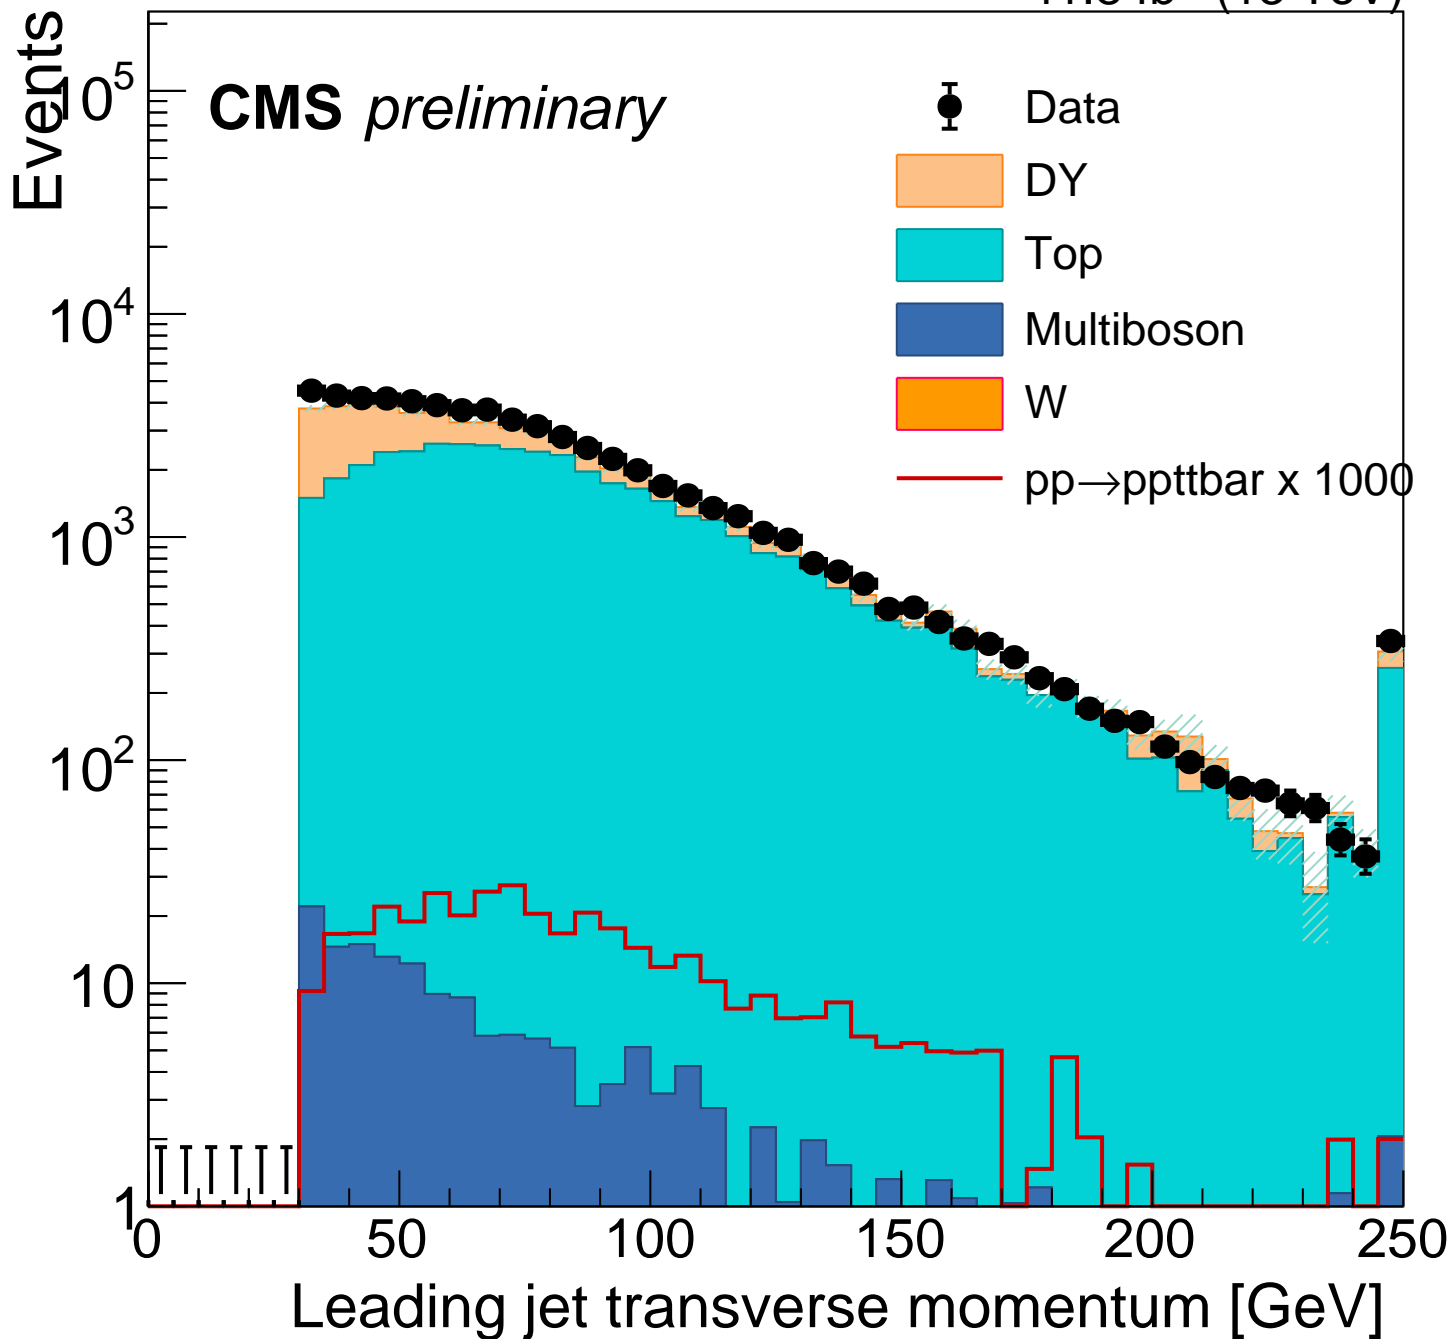 Events
CMS preliminary
Data
DY
Top
Multiboson
W
pp→ppttbar x 1000
10^5
10^4
10^3
10^2
10
1
0 50 100 150 200 250
Leading jet transverse momentum [GeV]